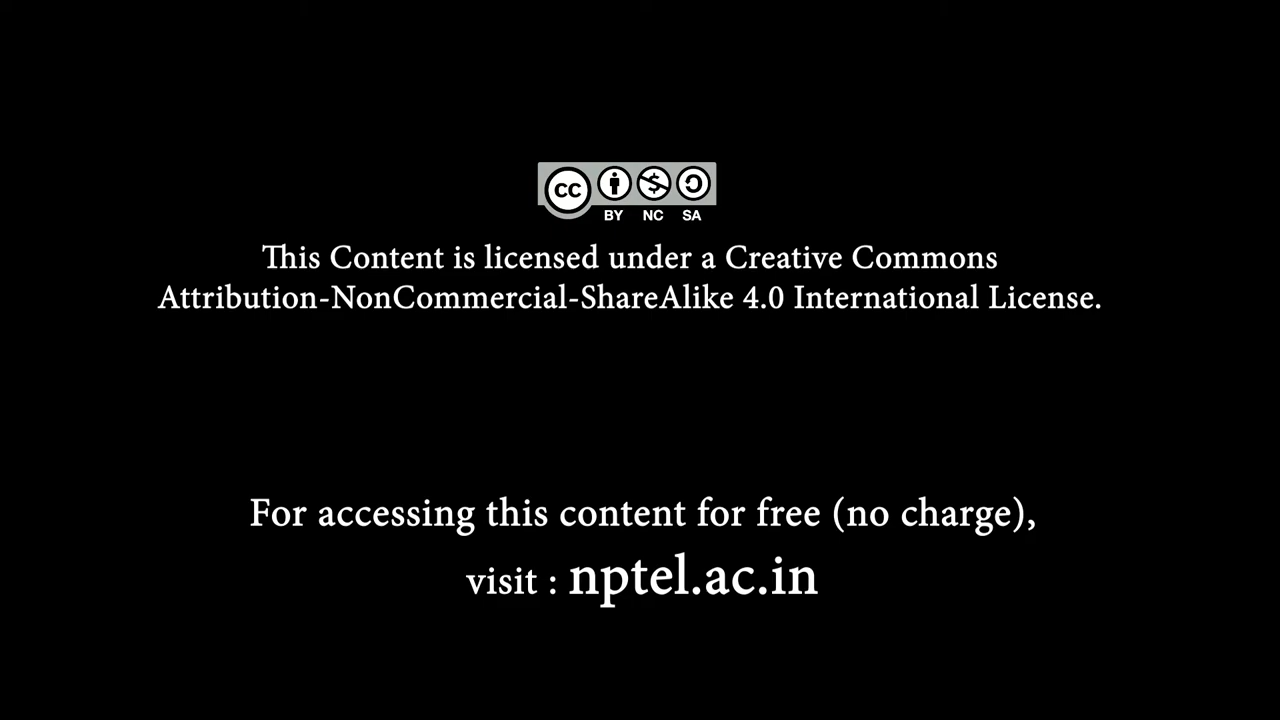 CC BY NC SA
This Content is licensed under a Creative Commons
Attribution-NonCommercial-ShareAlike 4.0 International License.
For accessing this content for free (no charge),
visit : nptel.ac.in